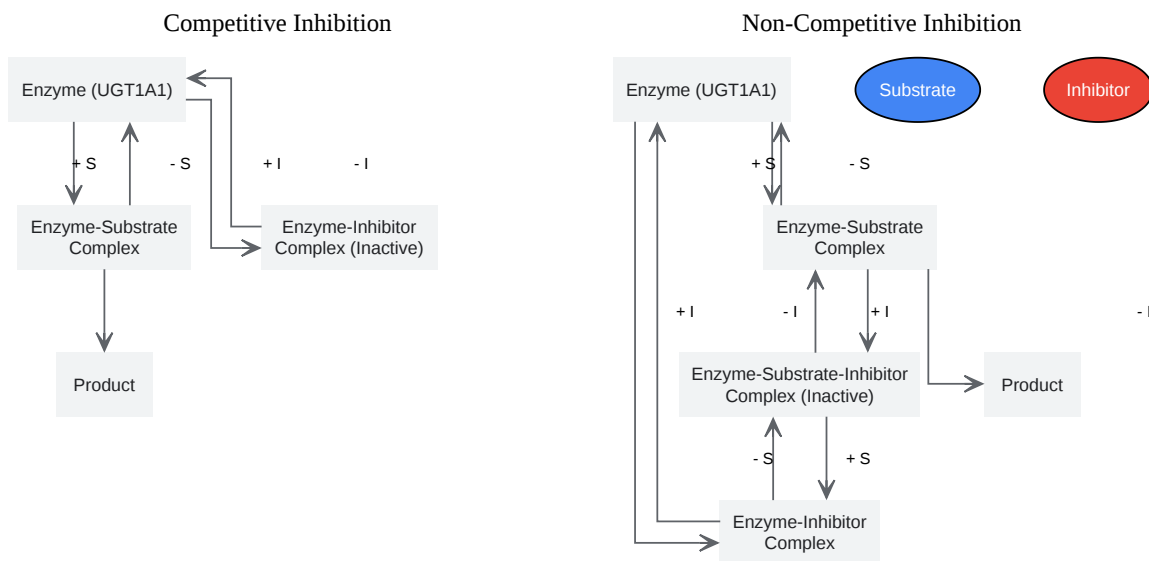 Competitive Inhibition
Enzyme (UGT1A1)
+ S
- S
+ I
- I
Enzyme-Substrate
Complex
Enzyme-Inhibitor
Complex (Inactive)
Product
Non-Competitive Inhibition
Enzyme (UGT1A1)
Substrate
Inhibitor
+ S
- S
Enzyme-Substrate
Complex
+ I
- I
+ I
- I
Enzyme-Substrate-Inhibitor
Complex (Inactive)
Product
- S
+ S
Enzyme-Inhibitor
Complex